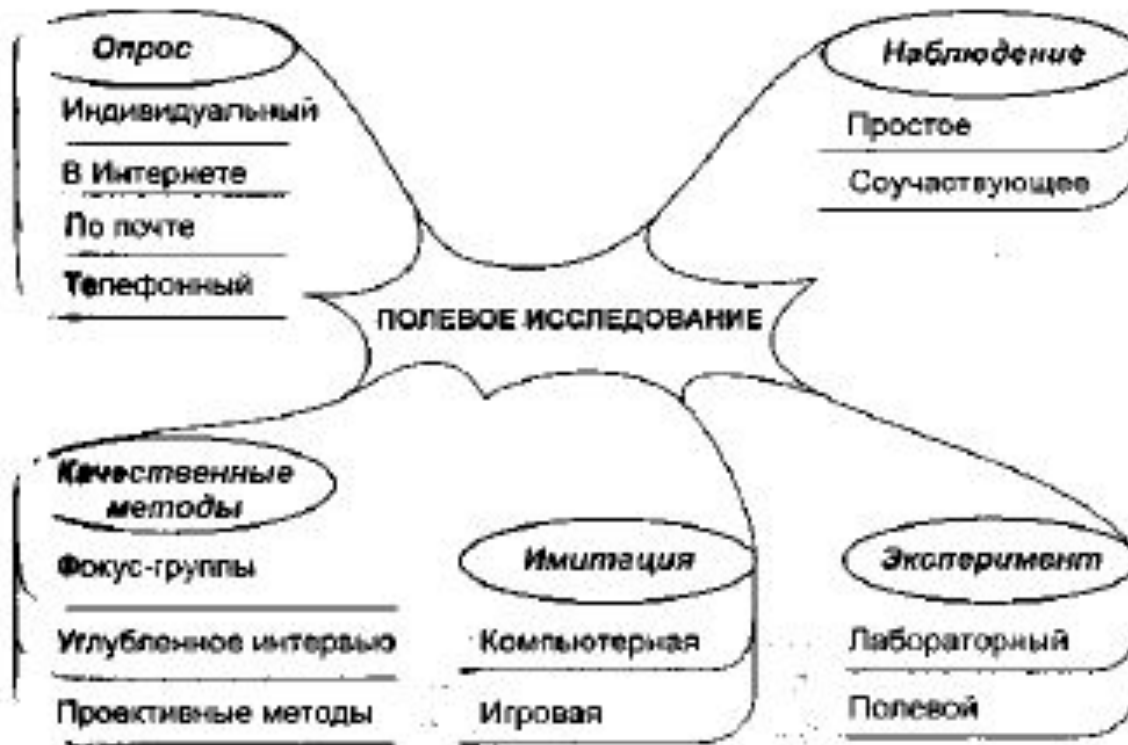 Опрос
Индивидуальный
В Интернете
По почте
Телефонный
Наблюдение
Простое
Соучаствующее
ПОЛЕВОЕ ИССЛЕДОВАНИЕ
Качественные
методы
Фокус-группы
Углубленное интервью
Проективные методы
Имитация
Компьютерная
Игровая
Эксперимент
Лабораторный
Полевой